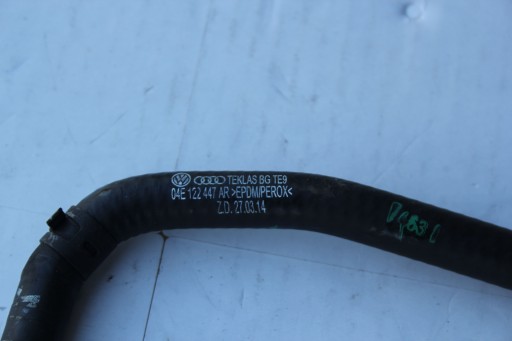 TEKLAS BG TE9
04E 122 447 AR >EPDM/PEROX<
Z.D. 27.03.14